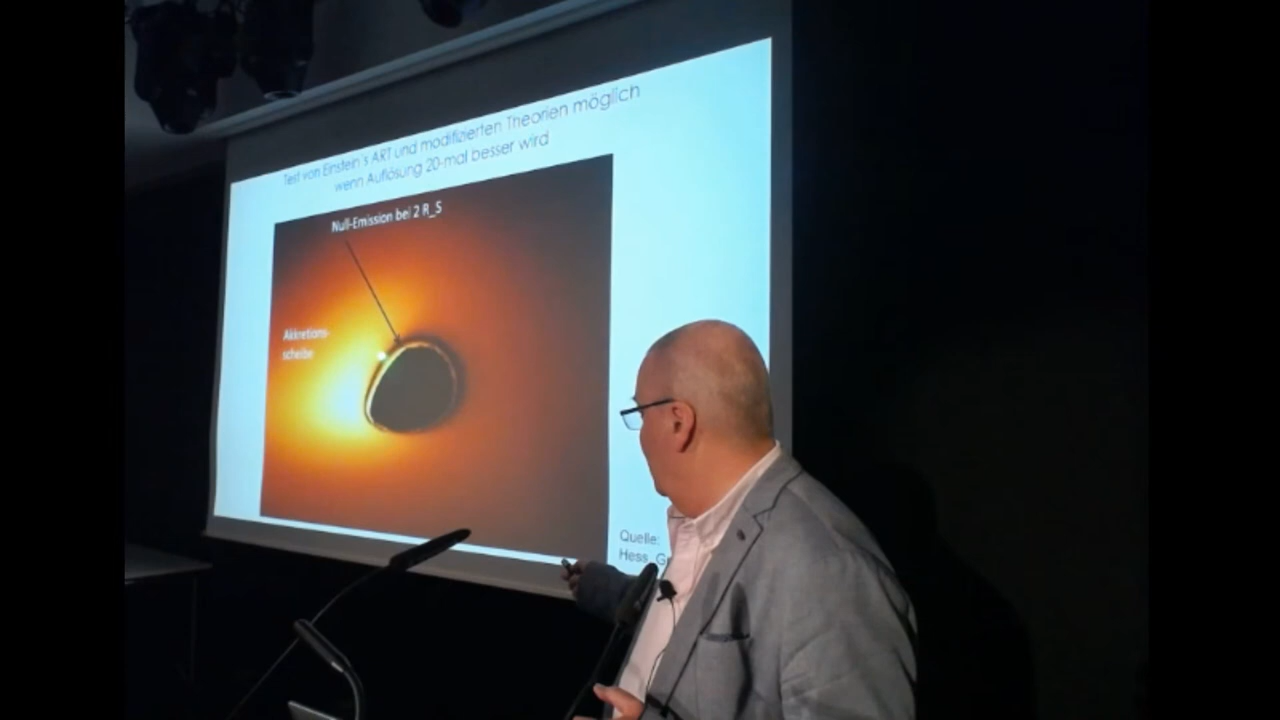 Test von Einstein's ART und modifizierten Theorien möglich
wenn Auflösung 20-mal besser wird
Null-Emission bei 2 R_S
Akkretions-
scheibe
Quelle:
Hess